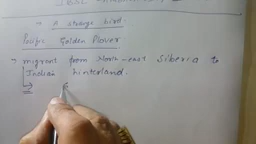 " A strange bird
Pacific Golden Plover
→ migrant from North-east Siberia to
Indian hinterland.